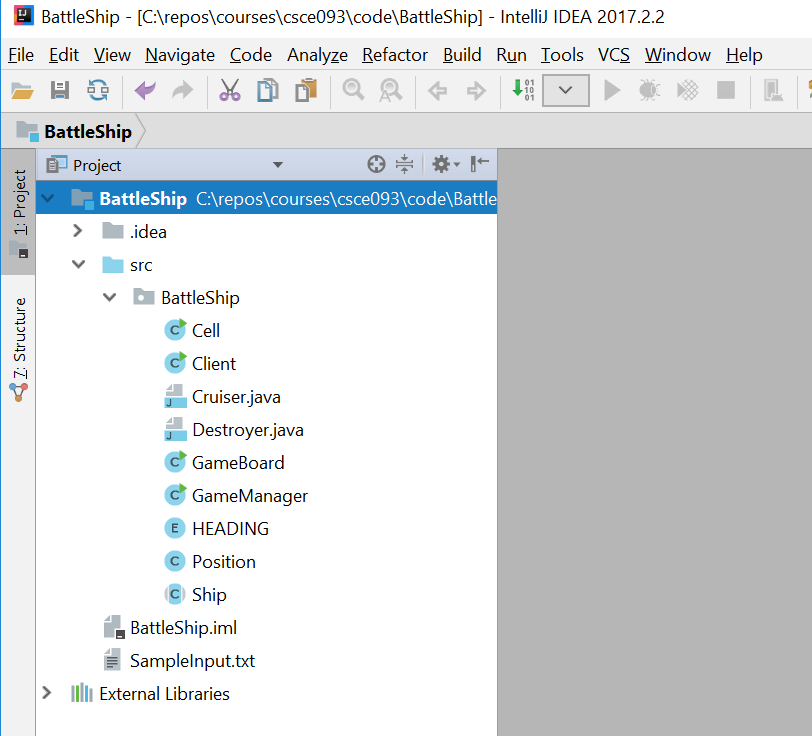 BattleShip - [C:\repos\courses\csce093\code\BattleShip] - IntelliJ IDEA 2017.2.2
File Edit View Navigate Code Analyze Refactor Build Run Tools VCS Window Help
BattleShip
1: Project
7: Structure
Project
BattleShip C:\repos\courses\csce093\code\Battle
.idea
src
BattleShip
Cell
Client
Cruiser.java
Destroyer.java
GameBoard
GameManager
HEADING
Position
Ship
BattleShip.iml
SampleInput.txt
External Libraries